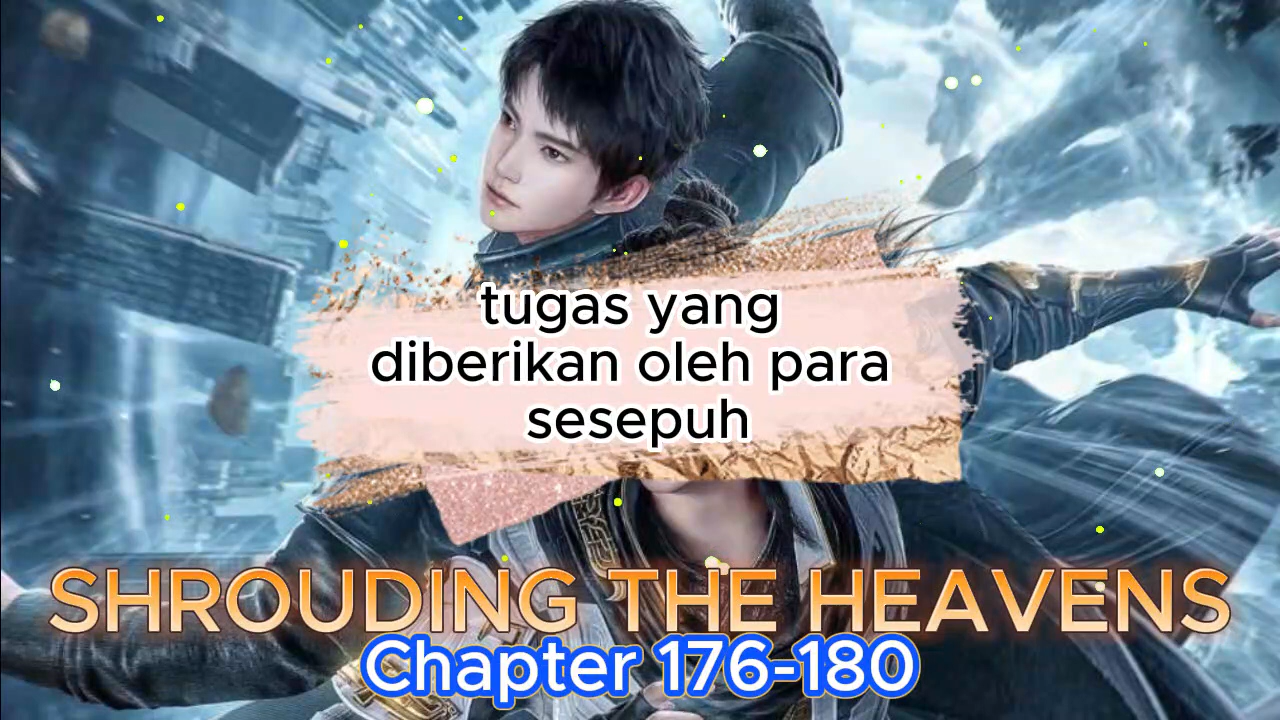 tugas yang
diberikan oleh para
sesepuh
SHROUDING THE HEAVENS
Chapter 176-180